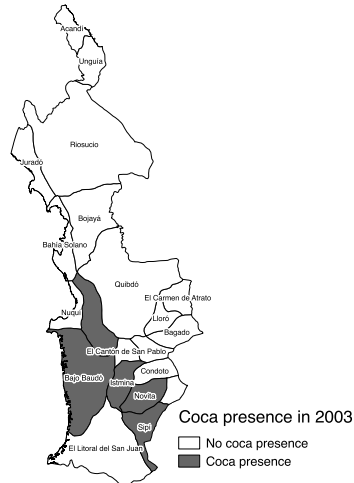 Acandí
Unguía
Riosucio
Juradó
Bojayá
Bahía Solano
Quibdó
El Carmen de Atrato
Nuquí
Lloró
Bagado
El Canton de San Pablo
Condoto
Bajo Baudó
Istmina
Novita
Sipí
El Litoral del San Juan
Coca presence in 2003
No coca presence
Coca presence